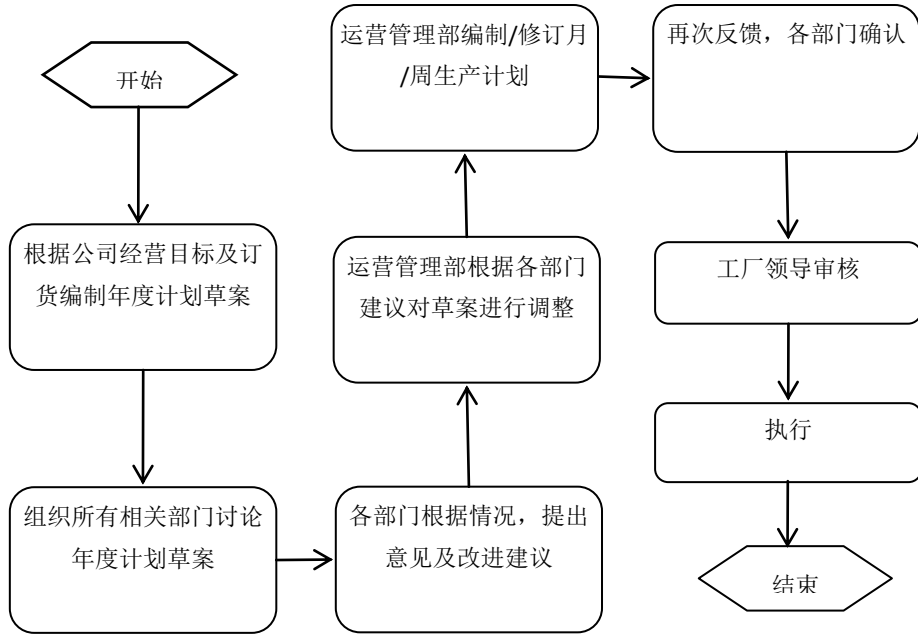 开始
根据公司经营目标及订
货编制年度计划草案
组织所有相关部门讨论
年度计划草案
各部门根据情况，提出
意见及改进建议
运营管理部根据各部门
建议对草案进行调整
运营管理部编制/修订月
/周生产计划
再次反馈，各部门确认
工厂领导审核
执行
结束